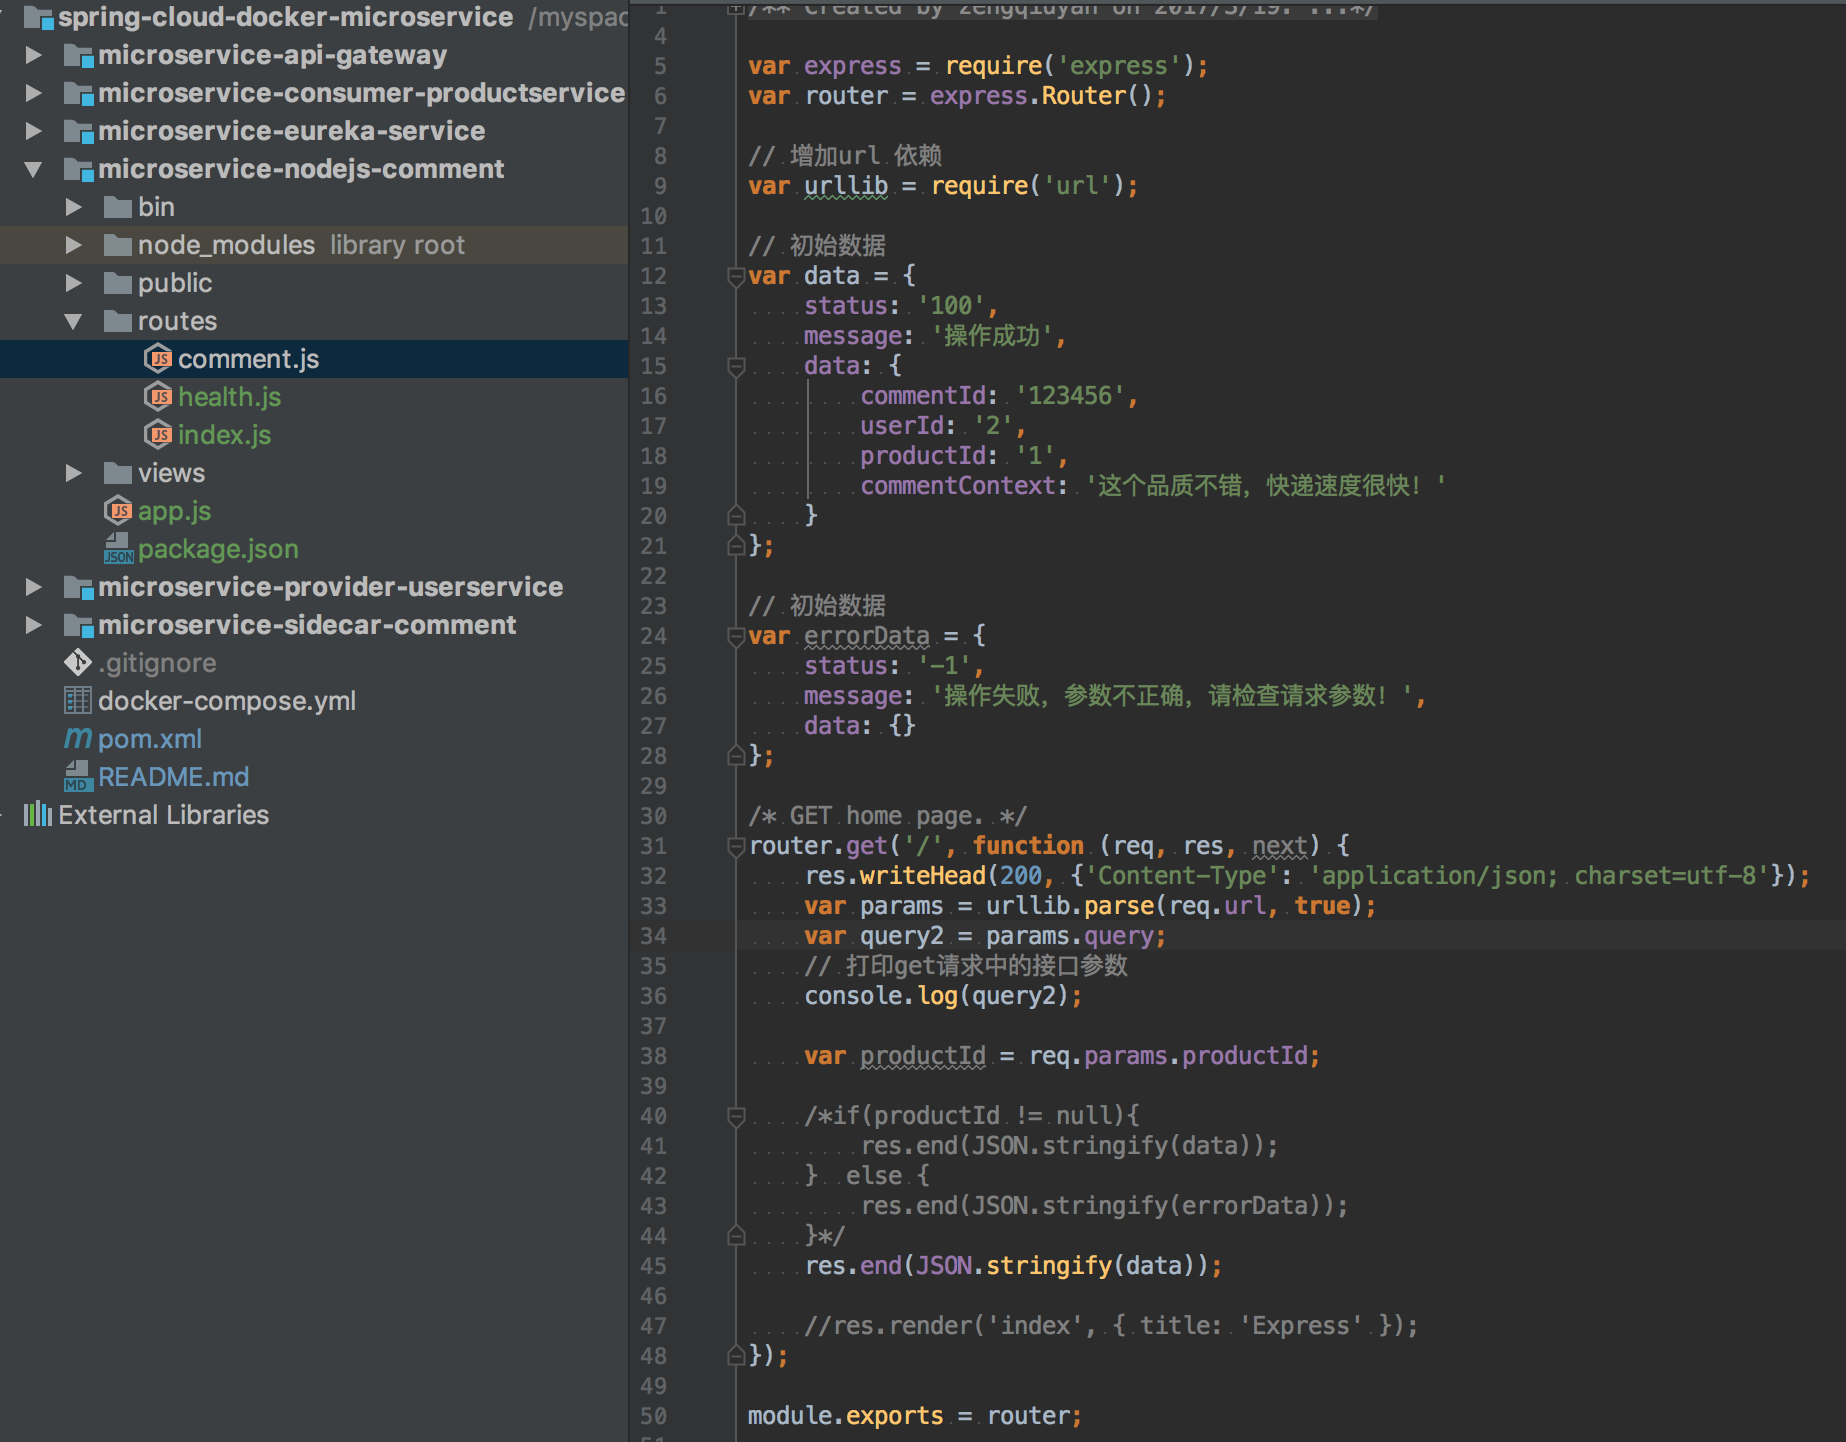 spring-cloud-docker-microservice /myspac
microservice-api-gateway
microservice-consumer-productservice
microservice-eureka-service
microservice-nodejs-comment
bin
node_modules library root
public
routes
comment.js
health.js
index.js
views
app.js
package.json
microservice-provider-userservice
microservice-sidecar-comment
.gitignore
docker-compose.yml
pom.xml
README.md
External Libraries
1 /** Created by zengqiuyan on 2017/3/19. ...*/
4
5 var express = require('express');
6 var router = express.Router();
7
8 // 增加url 依赖
9 var urllib = require('url');
10
11 // 初始数据
12 var data = {
13 status: '100',
14 message: '操作成功',
15 data: {
16 commentId: '123456',
17 userId: '2',
18 productId: '1',
19 commentContext: '这个品质不错，快递速度很快！'
20 }
21 };
22
23 // 初始数据
24 var errorData = {
25 status: '-1',
26 message: '操作失败，参数不正确，请检查请求参数！',
27 data: {}
28 };
29
30 /* GET home page. */
31 router.get('/', function (req, res, next) {
32 res.writeHead(200, {'Content-Type': 'application/json; charset=utf-8'});
33 var params = urllib.parse(req.url, true);
34 var query2 = params.query;
35 // 打印get请求中的接口参数
36 console.log(query2);
37
38 var productId = req.params.productId;
39
40 /*if(productId != null){
41 res.end(JSON.stringify(data));
42 } else {
43 res.end(JSON.stringify(errorData));
44 }*/
45 res.end(JSON.stringify(data));
46
47 //res.render('index', { title: 'Express' });
48 });
49
50 module.exports = router;